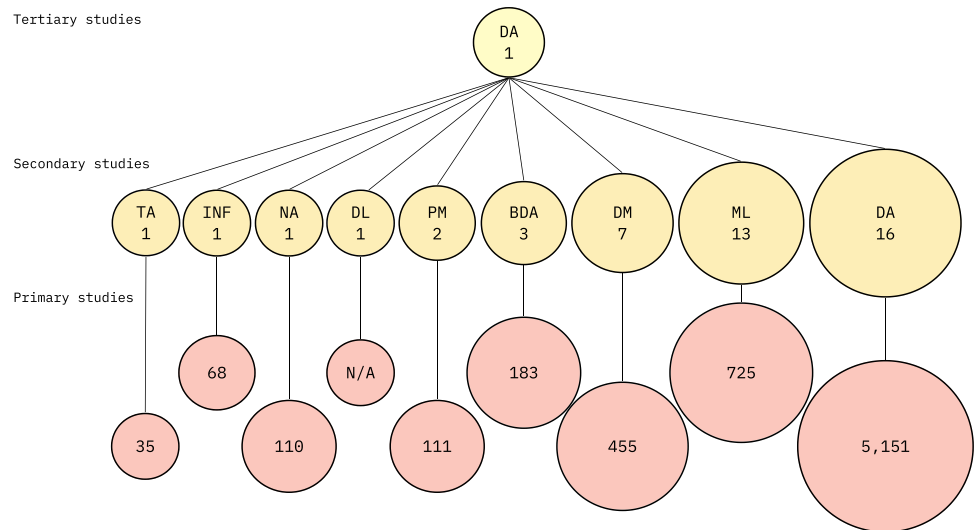 Tertiary studies
DA
1
Secondary studies
TA
1
INF
1
NA
1
DL
1
PM
2
BDA
3
DM
7
ML
13
DA
16
Primary studies
68
N/A
183
725
35
110
111
455
5,151